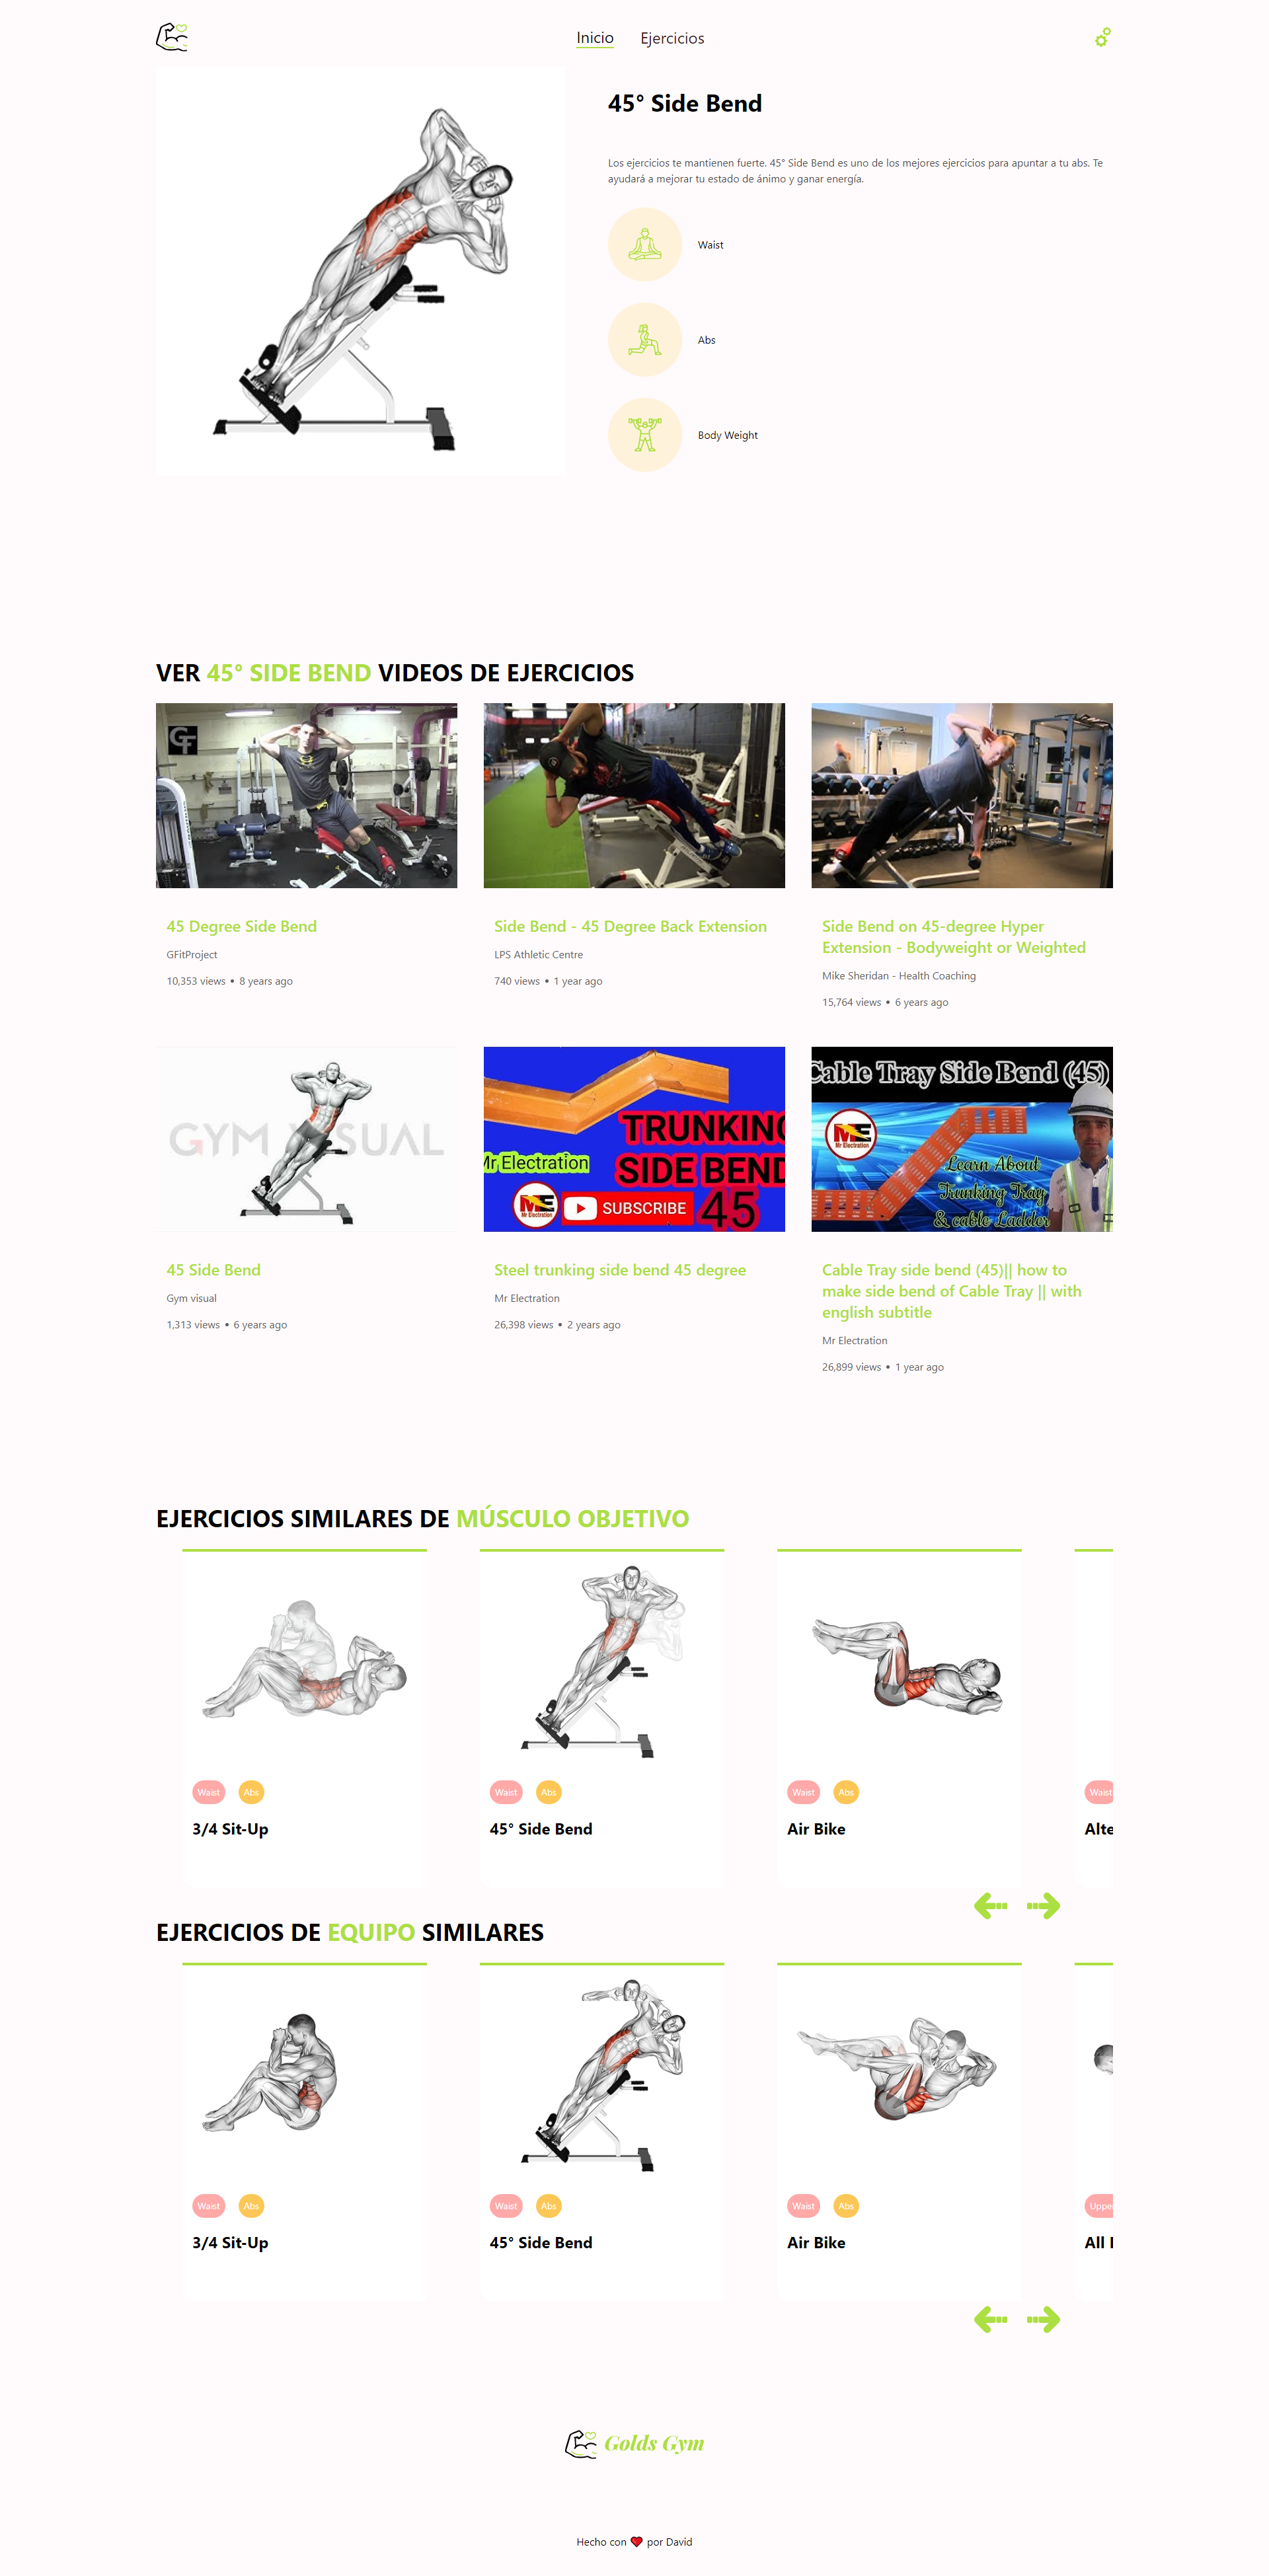 Inicio
Ejercicios
45° Side Bend
Los ejercicios te mantienen fuerte. 45° Side Bend es uno de los mejores ejercicios para apuntar a tu abs. Te
ayudará a mejorar tu estado de ánimo y ganar energía.
Waist
Abs
Body Weight
VER 45° SIDE BEND VIDEOS DE EJERCICIOS
GF
45 Degree Side Bend
GFitProject
10,353 views • 8 years ago
Side Bend - 45 Degree Back Extension
LPS Athletic Centre
740 views • 1 year ago
Side Bend on 45-degree Hyper
Extension - Bodyweight or Weighted
Mike Sheridan - Health Coaching
15,764 views • 6 years ago
GYM VISUAL
45 Side Bend
Gym visual
1,313 views • 6 years ago
TRUNKING
SIDE BEND
45
Mr Electration
ME
Mr Electration
SUBSCRIBE
Steel trunking side bend 45 degree
Mr Electration
26,398 views • 2 years ago
Cable Tray Side Bend (45)
ME
Mr Electration
Learn About
Trunking Tray
& cable Ladder
Cable Tray side bend (45)|| how to
make side bend of Cable Tray || with
english subtitle
Mr Electration
26,899 views • 1 year ago
EJERCICIOS SIMILARES DE MÚSCULO OBJETIVO
Waist
Abs
3/4 Sit-Up
Waist
Abs
45° Side Bend
Waist
Abs
Air Bike
Waist
Alte
EJERCICIOS DE EQUIPO SIMILARES
Waist
Abs
3/4 Sit-Up
Waist
Abs
45° Side Bend
Waist
Abs
Air Bike
Upper
All
Golds Gym
Hecho con ❤ por David